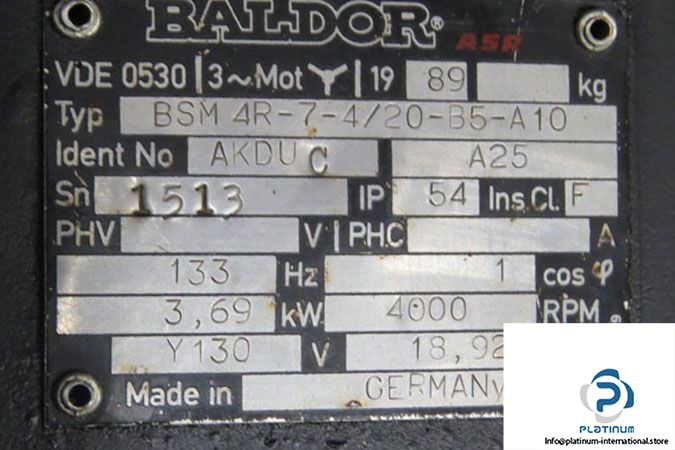 BALDOR® ASR
VDE 0530 | 3~Mot Y | 19 89 kg
Typ BSM 4R-7-4/20-B5-A10
Ident No AKDU C A25
Sn 1513 IP 54 Ins Cl. F
PHV V | PHC A
133 Hz 1 cos φ
3,69 kW 4000 RPM
Y130 V 18,92
Made in GERMANy
PLATINUM
Info@platinum-international.store